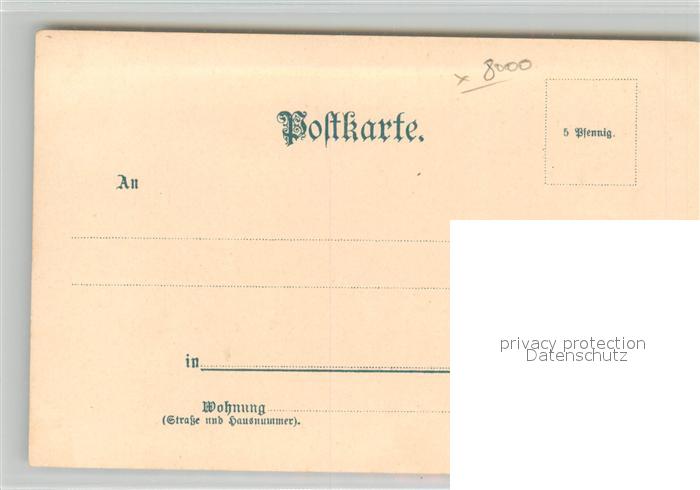 × 8000
Postkarte.
5 Pfennig.
An
privacy protection
Datenschutz
in
Wohnung
(Straße und Hausnummer).